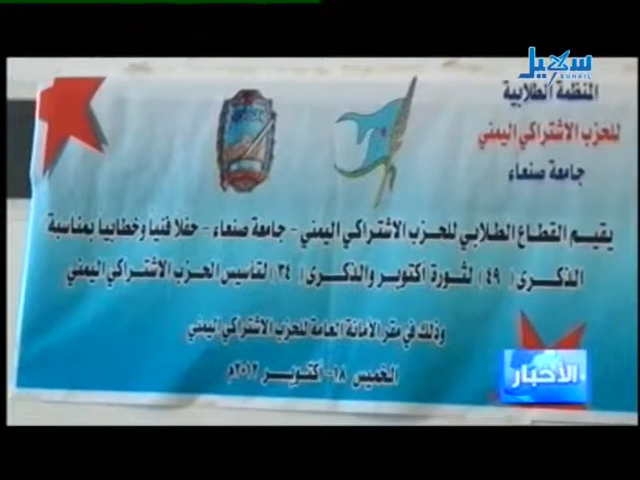 سهيل
SUHAIL
المنظمة الطلابية
للحزب الاشتراكي اليمني
جامعة صنعاء
يقيم القطاع الطلابي للحزب الاشتراكي اليمني - جامعة صنعاء - حفلا فنياً وخطابياً بمناسبة
الذكرى (٤٩) لثورة أكتوبر والذكرى (٣٤) لتاسيس الحزب الاشتراكي اليمني
وذلك في مقر الامانة العامة للحزب الاشتراكي اليمني
الخميس ١٨- أكتوبر ٢٠١٢م
الأخبار